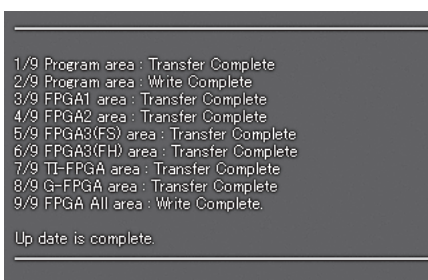 1/9 Program area : Transfer Complete
2/9 Program area : Write Complete
3/9 FPGA1 area : Transfer Complete
4/9 FPGA2 area : Transfer Complete
5/9 FPGA3(FS) area : Transfer Complete
6/9 FPGA3(FH) area : Transfer Complete
7/9 TI-FPGA area : Transfer Complete
8/9 G-FPGA area : Transfer Complete
9/9 FPGA All area : Write Complete.
Up date is complete.